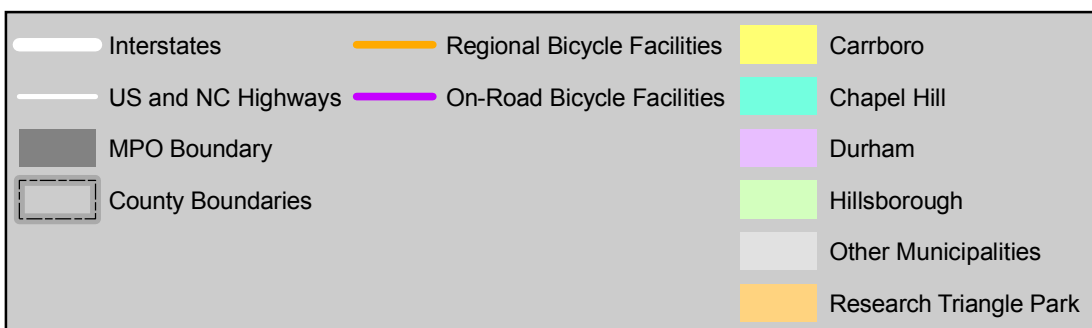 Interstates
US and NC Highways
MPO Boundary
County Boundaries
Regional Bicycle Facilities
On-Road Bicycle Facilities
Carrboro
Chapel Hill
Durham
Hillsborough
Other Municipalities
Research Triangle Park